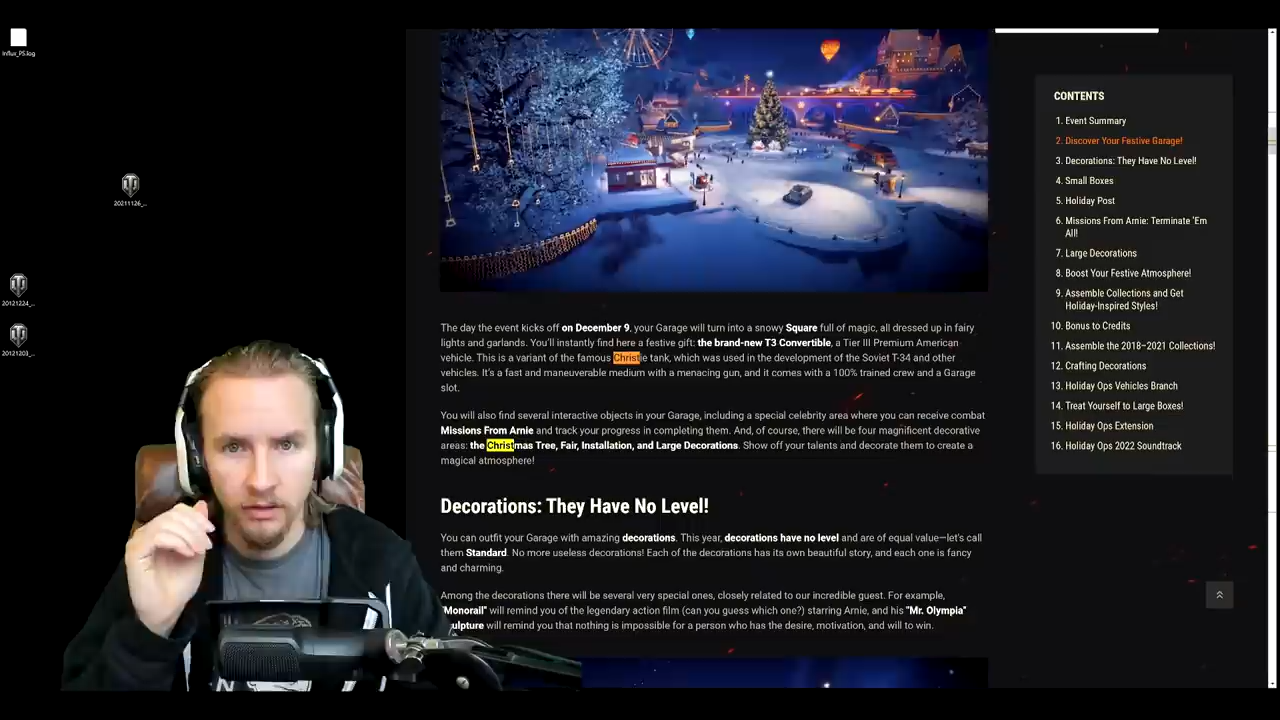 influx_PS.log
20211126_...
20121224_...
20121203_...
The day the event kicks off on December 9, your Garage will turn into a snowy Square full of magic, all dressed up in fairy
lights and garlands. You'll instantly find here a festive gift: the brand-new T3 Convertible, a Tier III Premium American
vehicle. This is a variant of the famous Christie tank, which was used in the development of the Soviet T-34 and other
vehicles. It's a fast and maneuverable medium with a menacing gun, and it comes with a 100% trained crew and a Garage
slot.
You will also find several interactive objects in your Garage, including a special celebrity area where you can receive combat
Missions From Arnie and track your progress in completing them. And, of course, there will be four magnificent decorative
areas: the Christmas Tree, Fair, Installation, and Large Decorations. Show off your talents and decorate them to create a
magical atmosphere!
Decorations: They Have No Level!
You can outfit your Garage with amazing decorations. This year, decorations have no level and are of equal value—let's call
them Standard. No more useless decorations! Each of the decorations has its own beautiful story, and each one is fancy
and charming.
Among the decorations there will be several very special ones, closely related to our incredible guest. For example,
"Monorail" will remind you of the legendary action film (can you guess which one?) starring Arnie, and his "Mr. Olympia"
sculpture will remind you that nothing is impossible for a person who has the desire, motivation, and will to win.
CONTENTS
1. Event Summary
2. Discover Your Festive Garage!
3. Decorations: They Have No Level!
4. Small Boxes
5. Holiday Post
6. Missions From Arnie: Terminate 'Em
All!
7. Large Decorations
8. Boost Your Festive Atmosphere!
9. Assemble Collections and Get
Holiday-Inspired Styles!
10. Bonus to Credits
11. Assemble the 2018–2021 Collections!
12. Crafting Decorations
13. Holiday Ops Vehicles Branch
14. Treat Yourself to Large Boxes!
15. Holiday Ops Extension
16. Holiday Ops 2022 Soundtrack